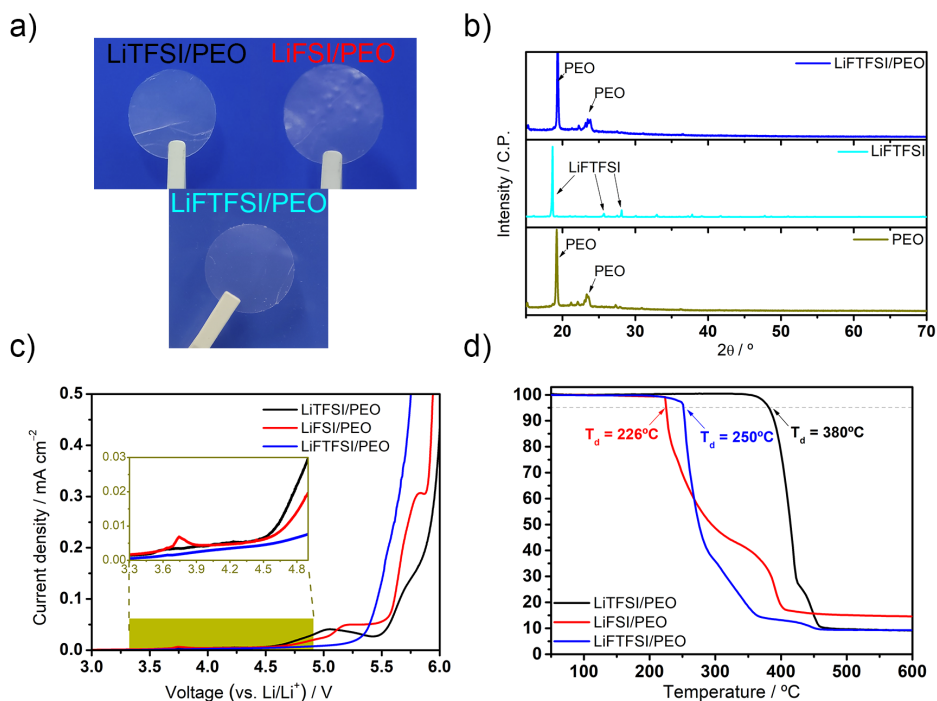 a)
LiTFSI/PEO
LiFSI/PEO
LiFTFSI/PEO
b)
Intensity / C.P.
PEO
PEO
LiFTFSI/PEO
LiFTFSI
LiFTFSI
PEO
PEO
PEO
20 30 40 50 60 70
2θ / º
c)
Current density / mA cm⁻²
0.5
0.4
0.3
0.2
0.1
0.0
LiTFSI/PEO
LiFSI/PEO
LiFTFSI/PEO
0.03
0.02
0.01
0.00
3.3 3.6 3.9 4.2 4.5 4.8
3.0 3.5 4.0 4.5 5.0 5.5 6.0
Voltage (vs. Li/Li⁺) / V
d)
100
90
80
70
60
50
40
30
20
10
0
T_d = 226ºC
T_d = 250ºC
T_d = 380ºC
LiTFSI/PEO
LiFSI/PEO
LiFTFSI/PEO
100 200 300 400 500 600
Temperature / ºC